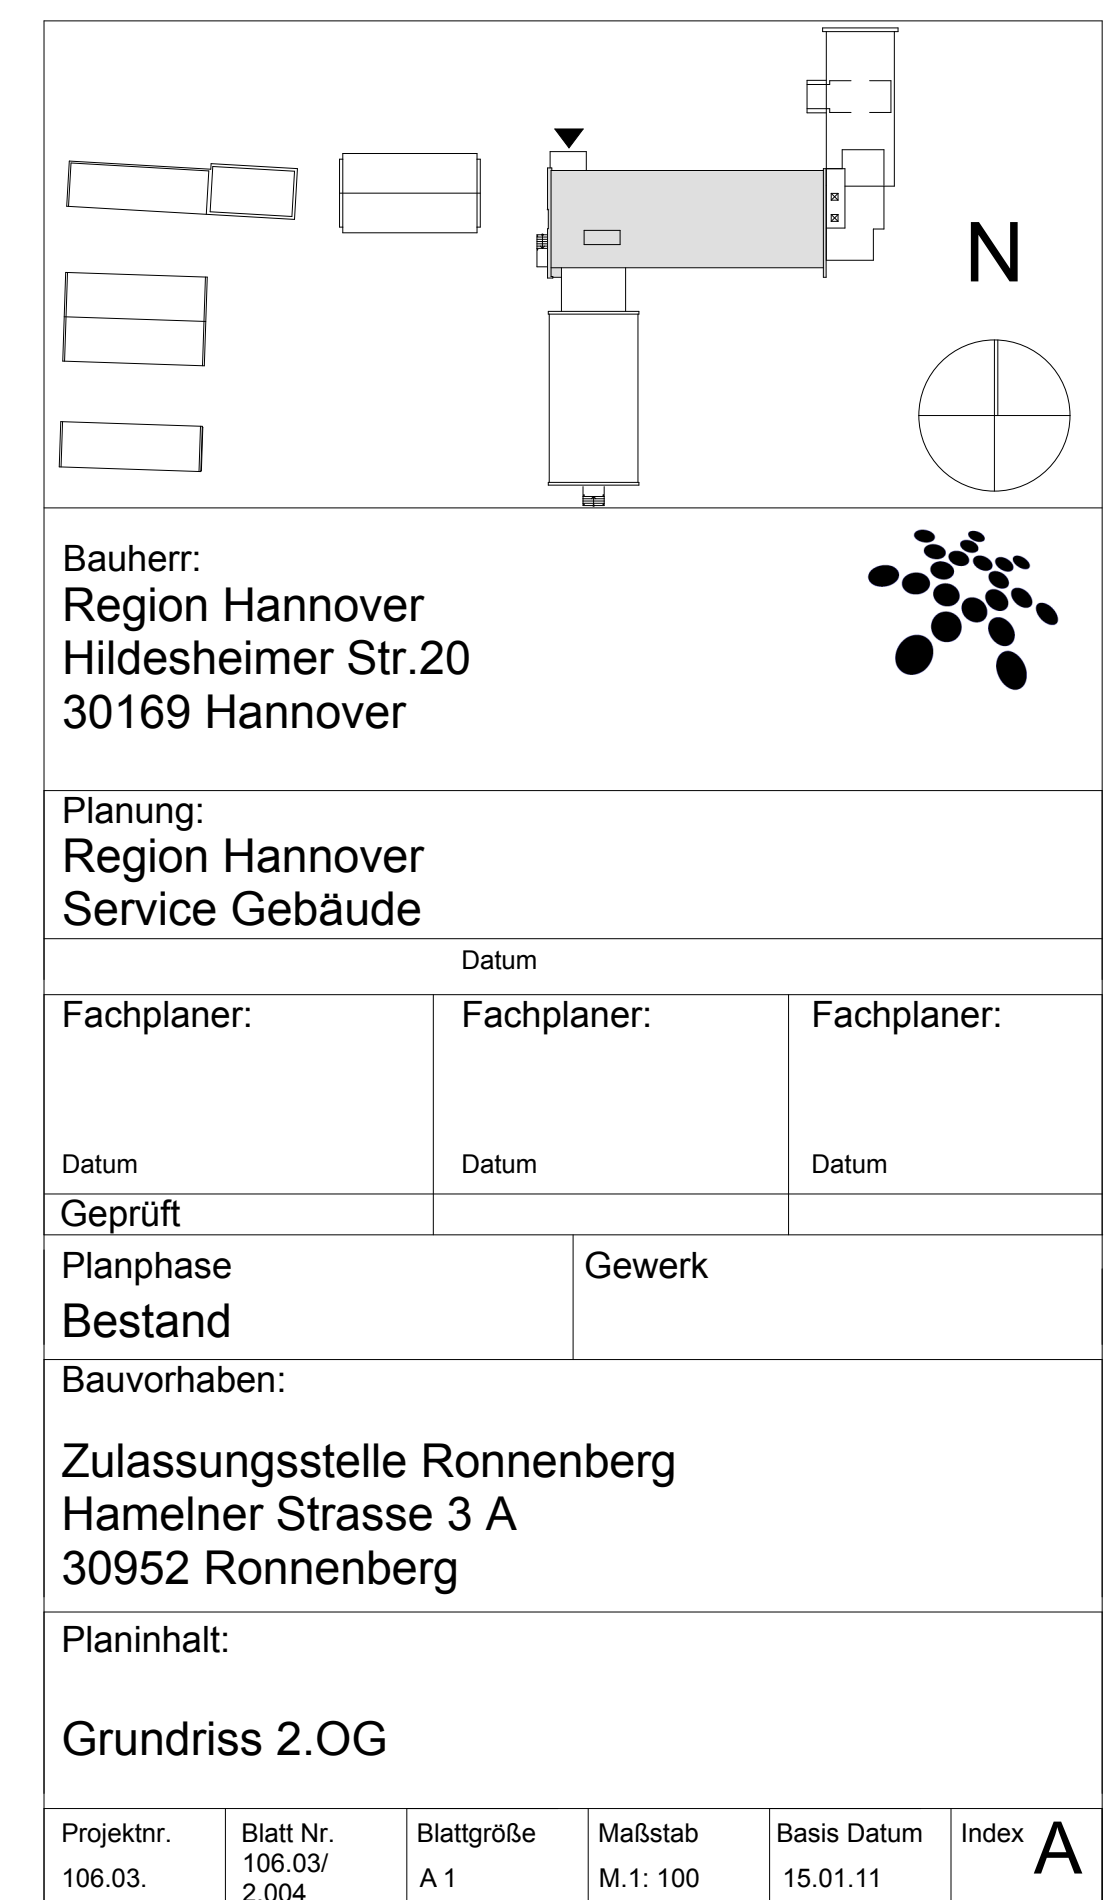 N
Bauherr:
Region Hannover
Hildesheimer Str.20
30169 Hannover
Planung:
Region Hannover
Service Gebäude
Datum
Fachplaner: Fachplaner: Fachplaner:
Datum Datum Datum
Geprüft
Planphase Gewerk
Bestand
Bauvorhaben:
Zulassungsstelle Ronnenberg
Hamelner Strasse 3 A
30952 Ronnenberg
Planinhalt:
Grundriss 2.OG
Projektnr. Blatt Nr. Blattgröße Maßstab Basis Datum Index A
106.03. 106.03/ A 1 M.1: 100 15.01.11
2.004